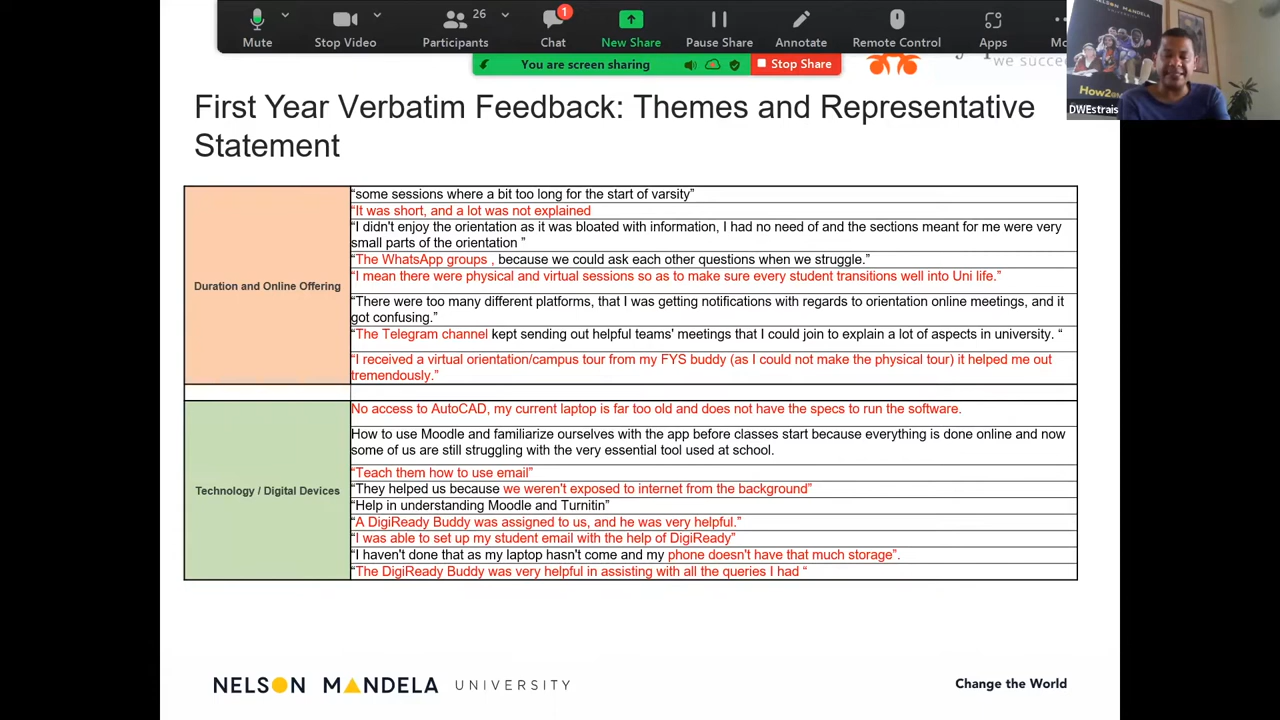 Mute
Stop Video
26
Participants
1
Chat
New Share
Pause Share
Annotate
Remote Control
Apps
You are screen sharing
Stop Share
we succe
NELSON MANDELA
UNIVERSITY
How2
DWEstrais
First Year Verbatim Feedback: Themes and Representative
Statement
Duration and Online Offering
“some sessions where a bit too long for the start of varsity”
“It was short, and a lot was not explained
“I didn't enjoy the orientation as it was bloated with information, I had no need of and the sections meant for me were very
small parts of the orientation ”
“The WhatsApp groups , because we could ask each other questions when we struggle.”
“I mean there were physical and virtual sessions so as to make sure every student transitions well into Uni life.”
“There were too many different platforms, that I was getting notifications with regards to orientation online meetings, and it
got confusing.”
“The Telegram channel kept sending out helpful teams' meetings that I could join to explain a lot of aspects in university. “
“I received a virtual orientation/campus tour from my FYS buddy (as I could not make the physical tour) it helped me out
tremendously.”
Technology / Digital Devices
No access to AutoCAD, my current laptop is far too old and does not have the specs to run the software.
How to use Moodle and familiarize ourselves with the app before classes start because everything is done online and now
some of us are still struggling with the very essential tool used at school.
“Teach them how to use email”
“They helped us because we weren't exposed to internet from the background”
“Help in understanding Moodle and Turnitin”
“A DigiReady Buddy was assigned to us, and he was very helpful.”
“I was able to set up my student email with the help of DigiReady”
“I haven't done that as my laptop hasn't come and my phone doesn't have that much storage”.
“The DigiReady Buddy was very helpful in assisting with all the queries I had “
NELSON MANDELA UNIVERSITY
Change the World